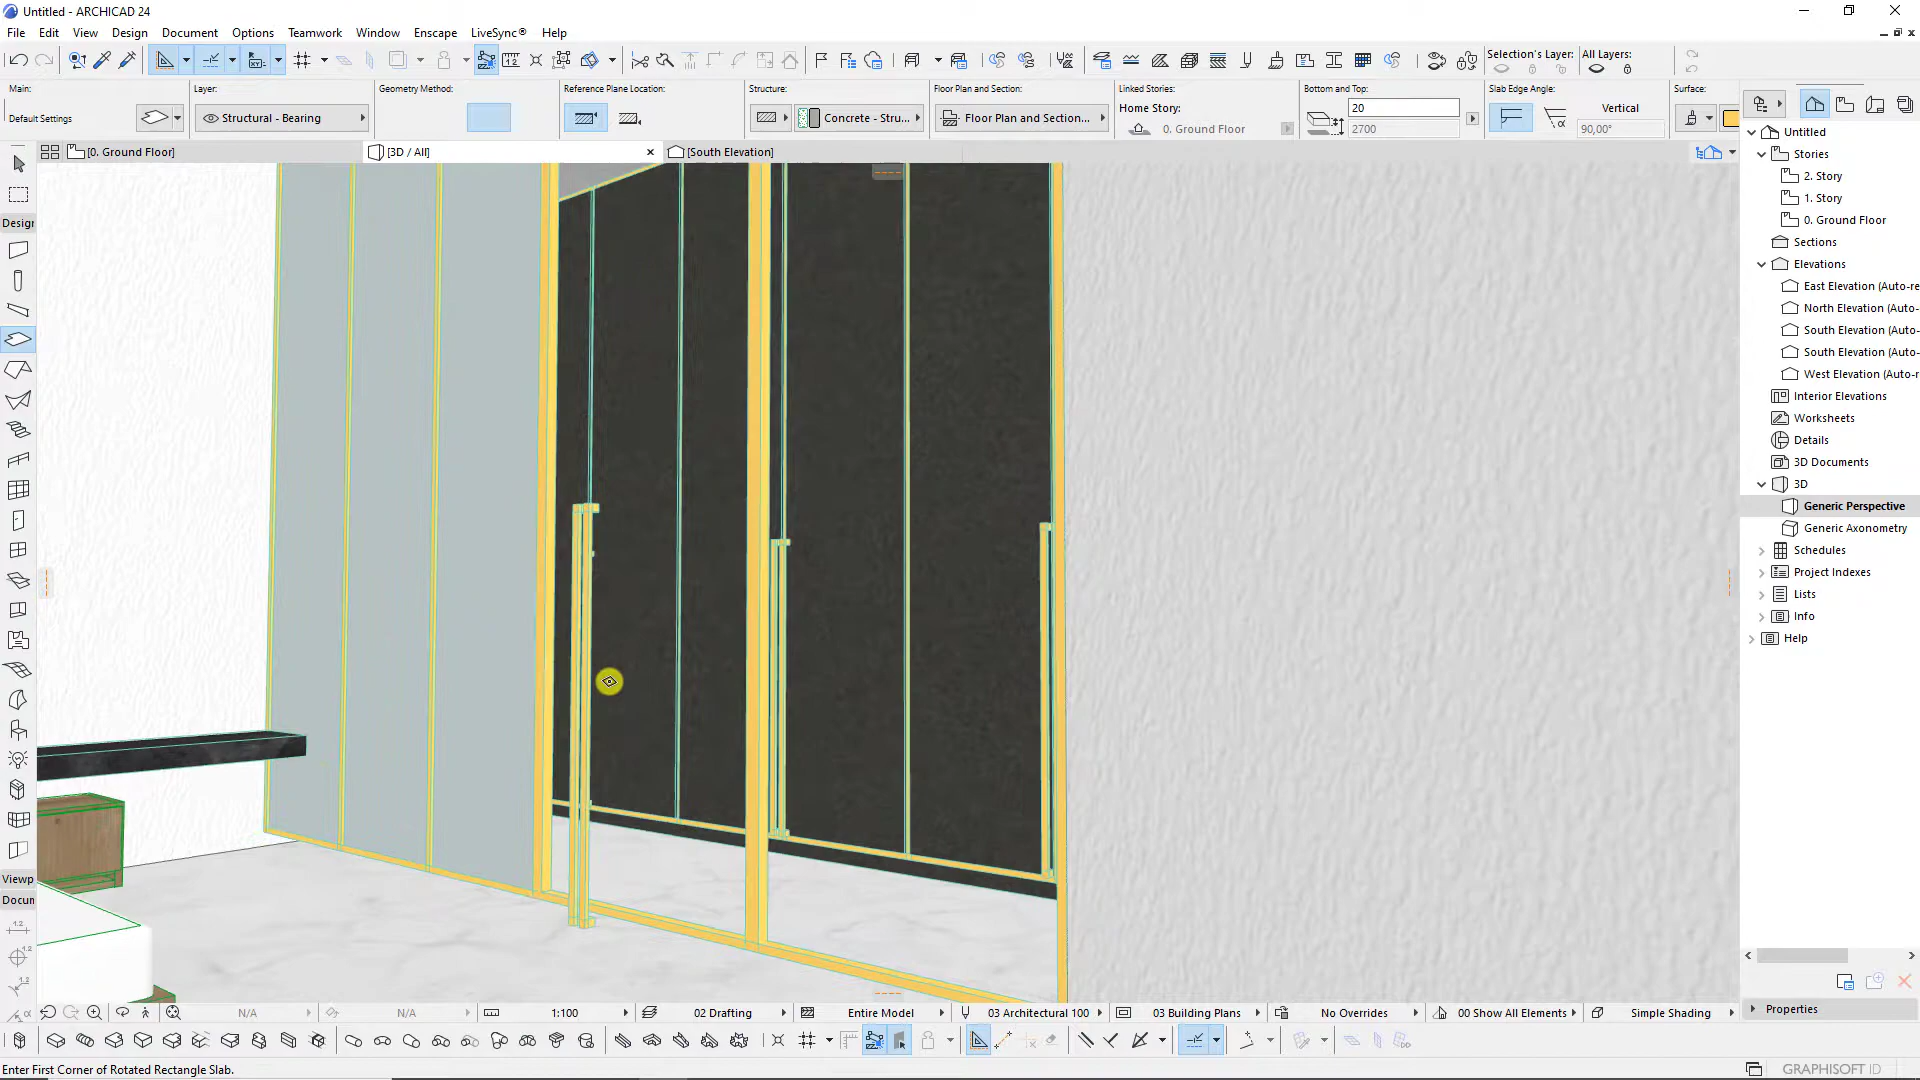 Untitled - ARCHICAD 24
File Edit View Design Document Options Teamwork Window Enscape LiveSync® Help
Selection's Layer: All Layers:
Main: Layer: Geometry Method: Reference Plane Location: Structure: Floor Plan and Section: Linked Stories: Bottom and Top: Slab Edge Angle: Surface:
Home Story: 20 Vertical
Default Settings Structural - Bearing Concrete - Stru... Floor Plan and Section... 0. Ground Floor 2700 90,00°
[0. Ground Floor] [3D / All] [South Elevation]
Untitled
Stories
2. Story
1. Story
0. Ground Floor
Sections
Elevations
East Elevation (Auto-re
North Elevation (Auto-
South Elevation (Auto-
South Elevation (Auto-
West Elevation (Auto-r
Interior Elevations
Worksheets
Details
3D Documents
3D
Generic Perspective
Generic Axonometry
Schedules
Project Indexes
Lists
Info
Help
Properties
Design
Viewp
Docum
N/A N/A 1:100 02 Drafting Entire Model 03 Architectural 100 03 Building Plans No Overrides 00 Show All Elements Simple Shading
Enter First Corner of Rotated Rectangle Slab.
GRAPHISOFT ID